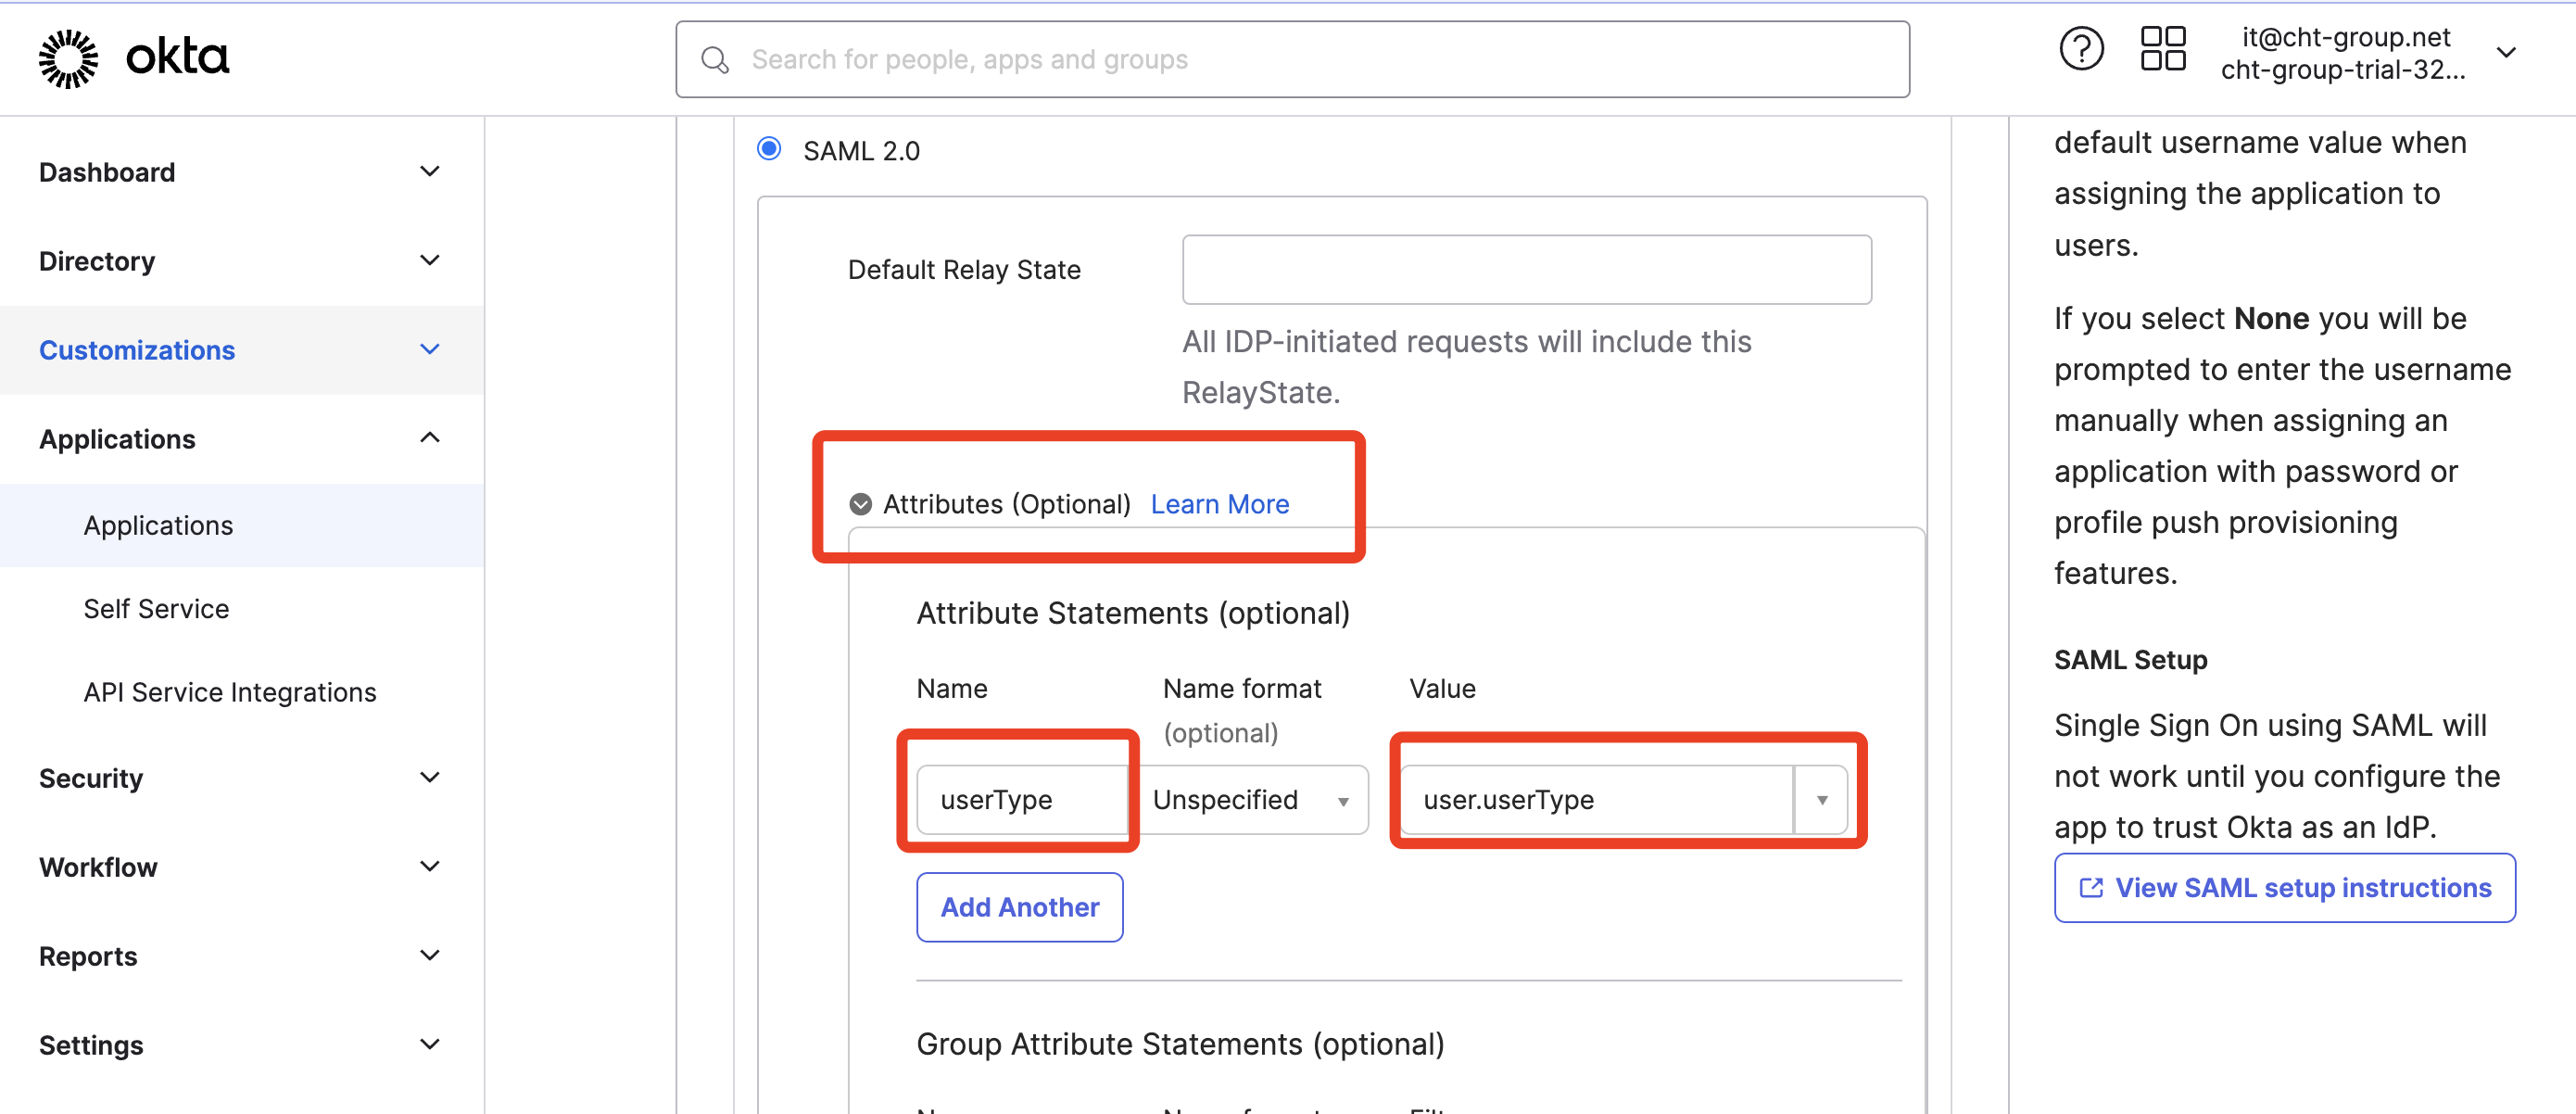 okta
Search for people, apps and groups
it@cht-group.net
cht-group-trial-32...
Dashboard
Directory
Customizations
Applications
Applications
Self Service
API Service Integrations
Security
Workflow
Reports
Settings
SAML 2.0
Default Relay State
All IDP-initiated requests will include this
RelayState.
Attributes (Optional) Learn More
Attribute Statements (optional)
Name Name format Value
(optional)
userType Unspecified user.userType
Add Another
Group Attribute Statements (optional)
default username value when
assigning the application to
users.
If you select None you will be
prompted to enter the username
manually when assigning an
application with password or
profile push provisioning
features.
SAML Setup
Single Sign On using SAML will
not work until you configure the
app to trust Okta as an IdP.
View SAML setup instructions